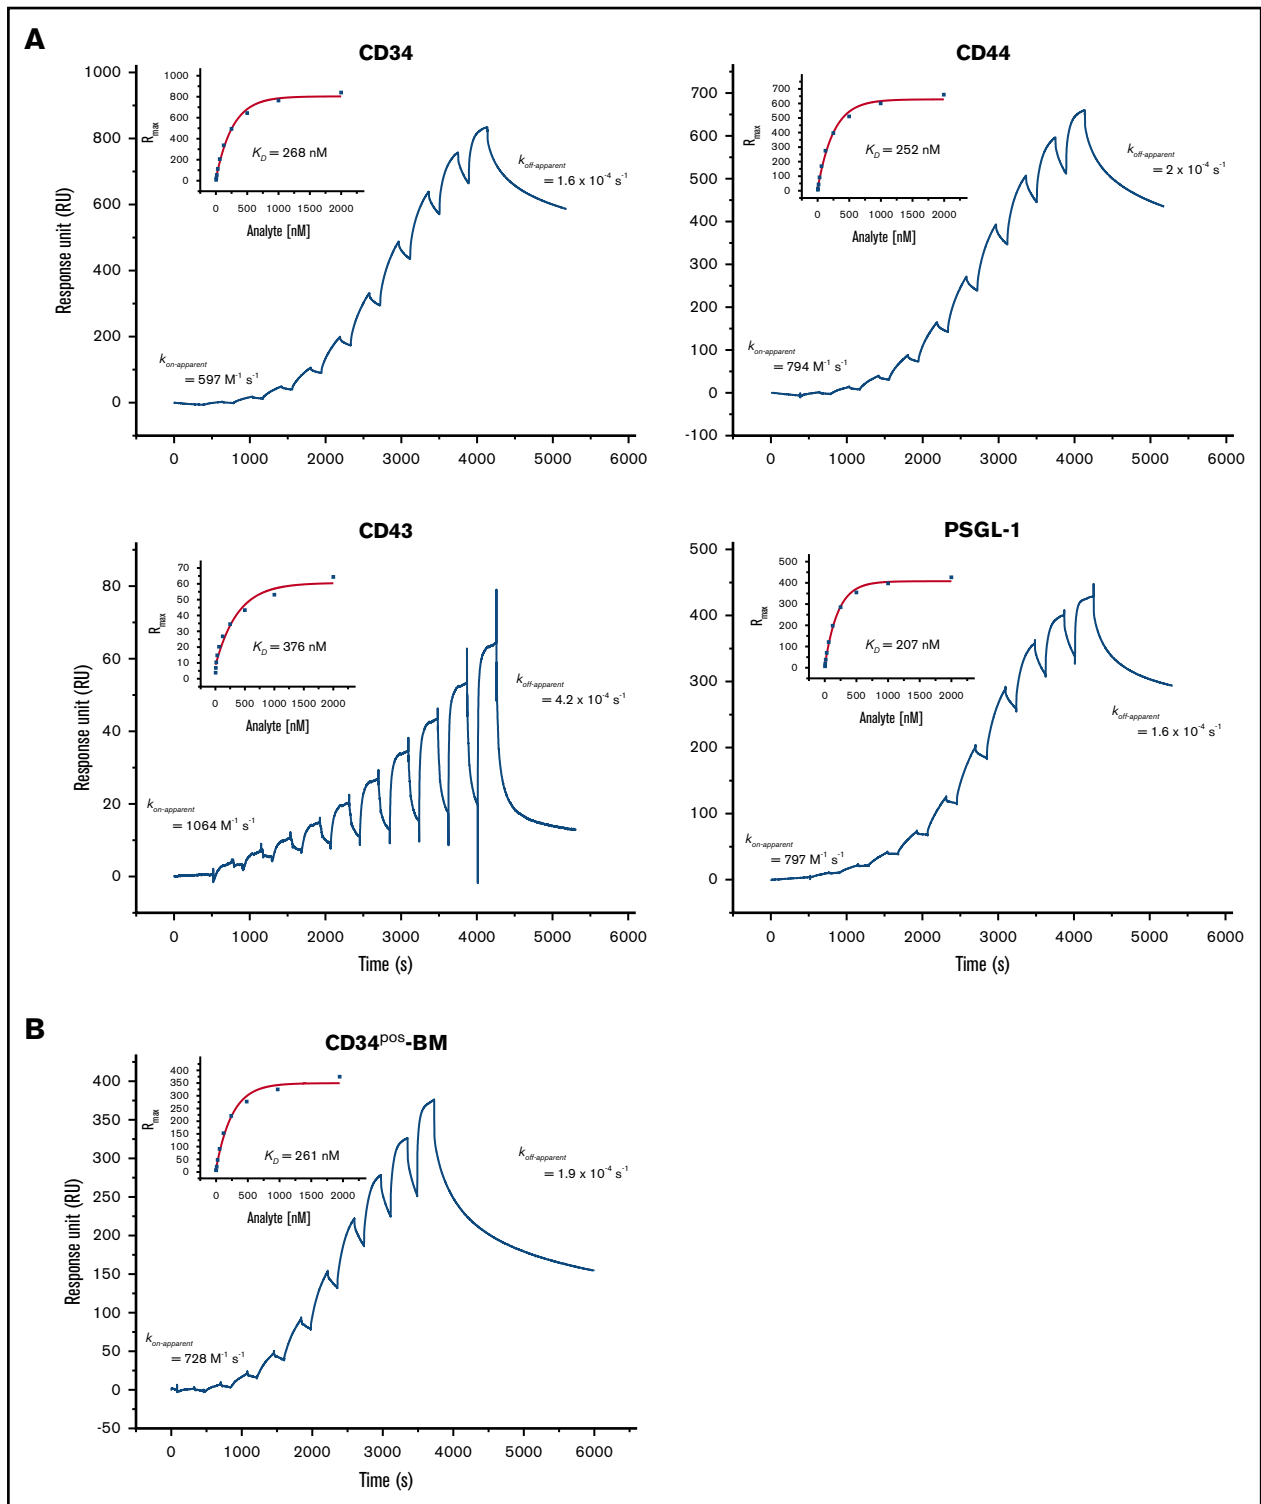 A
CD34
1000
800
600
400
200
0
Response unit (RU)
0 1000 2000 3000 4000 5000 6000
1000
800
600
400
200
0
R_max
0 500 1000 1500 2000
Analyte [nM]
K_D = 268 nM
k_off-apparent
= 1.6 x 10⁻⁴ s⁻¹
k_on-apparent
= 597 M⁻¹ s⁻¹
CD44
700
600
500
400
300
200
100
0
-100
0 1000 2000 3000 4000 5000 6000
700
600
500
400
300
200
100
0
R_max
0 500 1000 1500 2000
Analyte [nM]
K_D = 252 nM
k_off-apparent
= 2 x 10⁻⁴ s⁻¹
k_on-apparent
= 794 M⁻¹ s⁻¹
CD43
80
60
40
20
0
Response unit (RU)
0 1000 2000 3000 4000 5000 6000
Time (s)
70
60
50
40
30
20
10
0
R_max
0 500 1000 1500 2000
Analyte [nM]
K_D = 376 nM
k_off-apparent
= 4.2 x 10⁻⁴ s⁻¹
k_on-apparent
= 1064 M⁻¹ s⁻¹
PSGL-1
500
400
300
200
100
0
0 1000 2000 3000 4000 5000 6000
Time (s)
500
400
300
200
100
0
R_max
0 500 1000 1500 2000
Analyte [nM]
K_D = 207 nM
k_off-apparent
= 1.6 x 10⁻⁴ s⁻¹
k_on-apparent
= 797 M⁻¹ s⁻¹
B
CD34ᵖᵒˢ-BM
400
350
300
250
200
150
100
50
0
-50
Response unit (RU)
0 1000 2000 3000 4000 5000 6000
Time (s)
400
350
300
250
200
150
100
50
0
R_max
0 500 1000 1500 2000
Analyte [nM]
K_D = 261 nM
k_off-apparent
= 1.9 x 10⁻⁴ s⁻¹
k_on-apparent
= 728 M⁻¹ s⁻¹